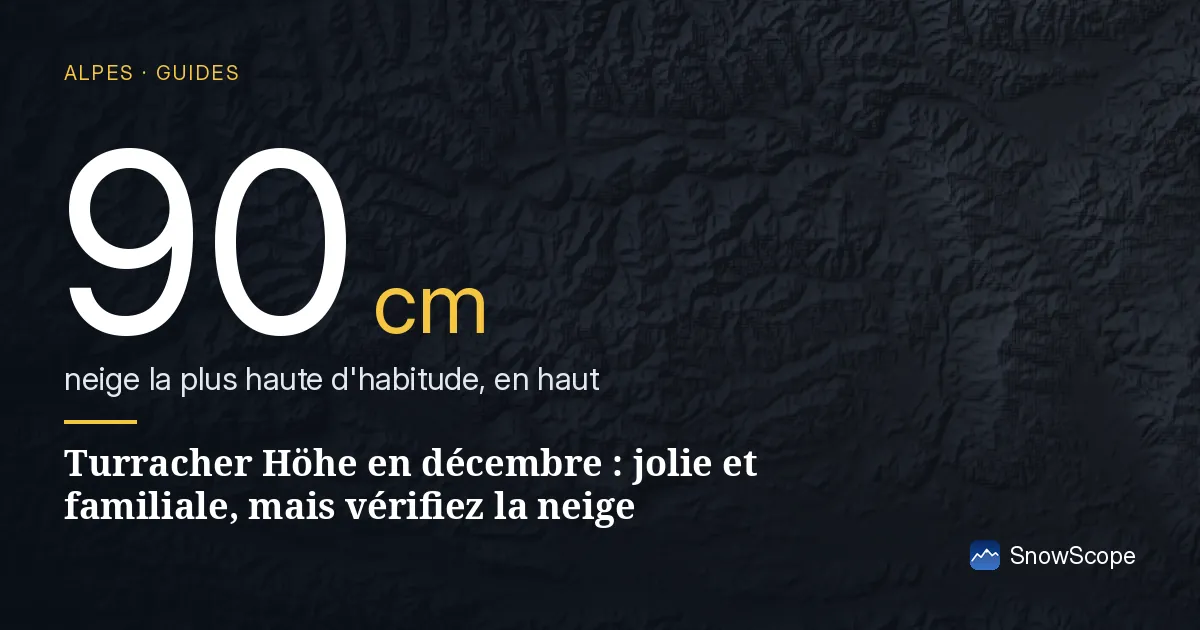 ALPES · GUIDES
90 cm
neige la plus haute d'habitude, en haut
Turracher Höhe en décembre : jolie et
familiale, mais vérifiez la neige
SnowScope